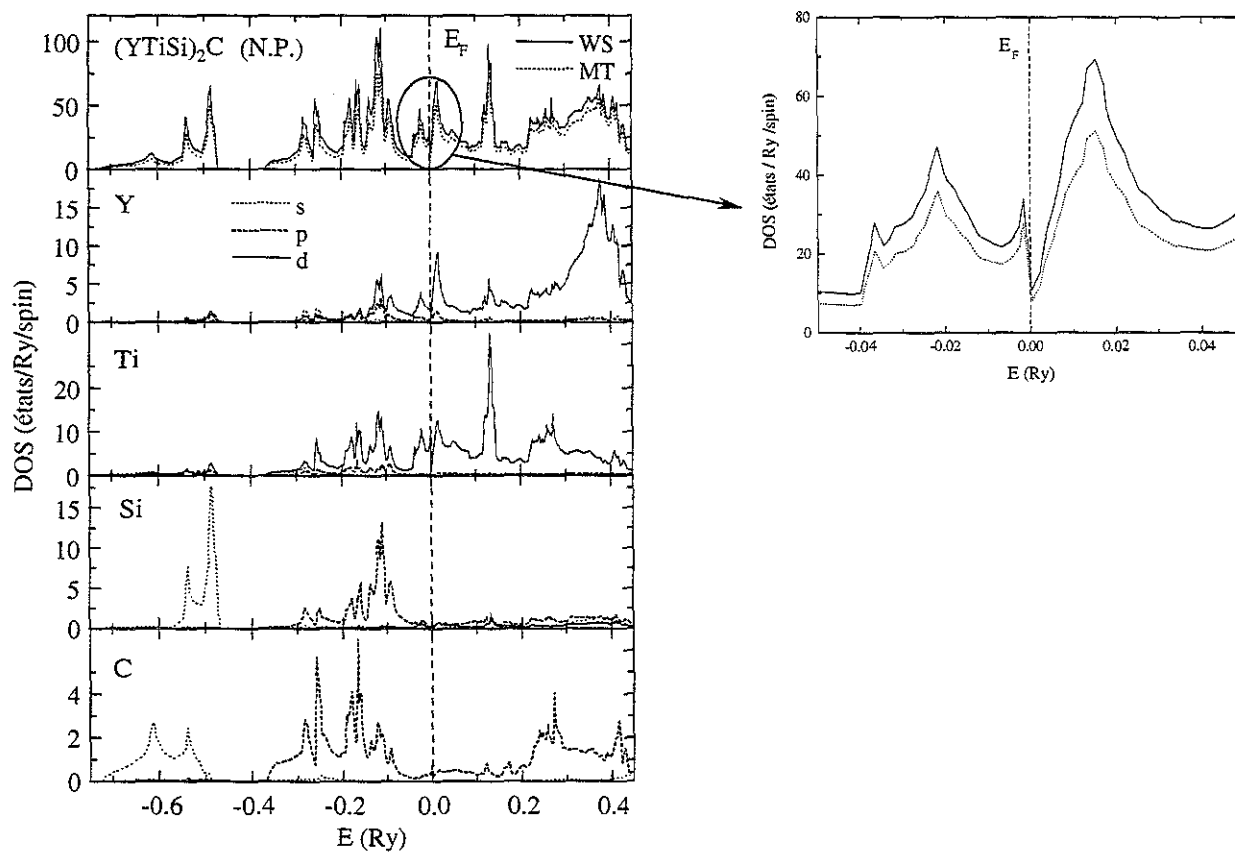 (YTiSi)₂C (N.P.)
E_F
WS
MT
100
50
0
Y
s
p
d
15
10
5
0
Ti
20
10
0
Si
15
10
5
0
C
4
2
0
-0.6
-0.4
-0.2
0.0
0.2
0.4
E (Ry)
DOS (états/Ry/spin)
80
60
40
20
0
E_F
-0.04
-0.02
0.00
0.02
0.04
E (Ry)
DOS (états / Ry /spin)